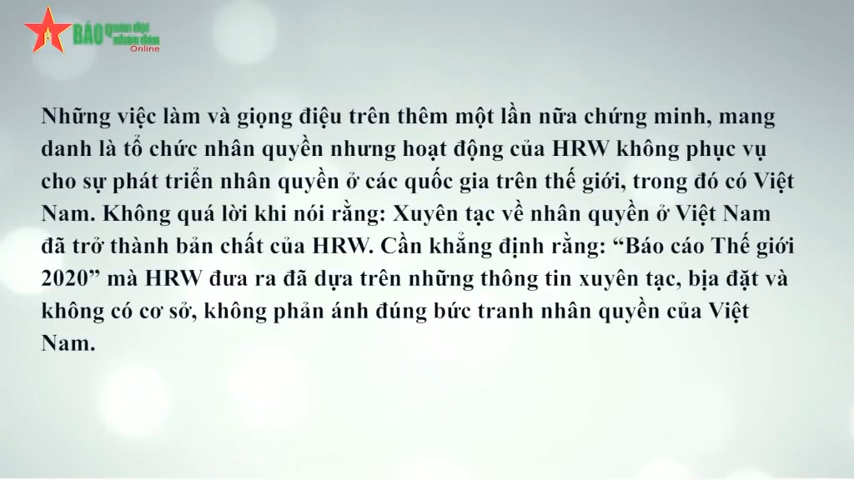 BÁO quân đội nhân dân
Online
Những việc làm và giọng điệu trên thêm một lần nữa chứng minh, mang
danh là tổ chức nhân quyền nhưng hoạt động của HRW không phục vụ
cho sự phát triển nhân quyền ở các quốc gia trên thế giới, trong đó có Việt
Nam. Không quá lời khi nói rằng: Xuyên tạc về nhân quyền ở Việt Nam
đã trở thành bản chất của HRW. Cần khẳng định rằng: “Báo cáo Thế giới
2020” mà HRW đưa ra đã dựa trên những thông tin xuyên tạc, bịa đặt và
không có cơ sở, không phản ánh đúng bức tranh nhân quyền của Việt
Nam.